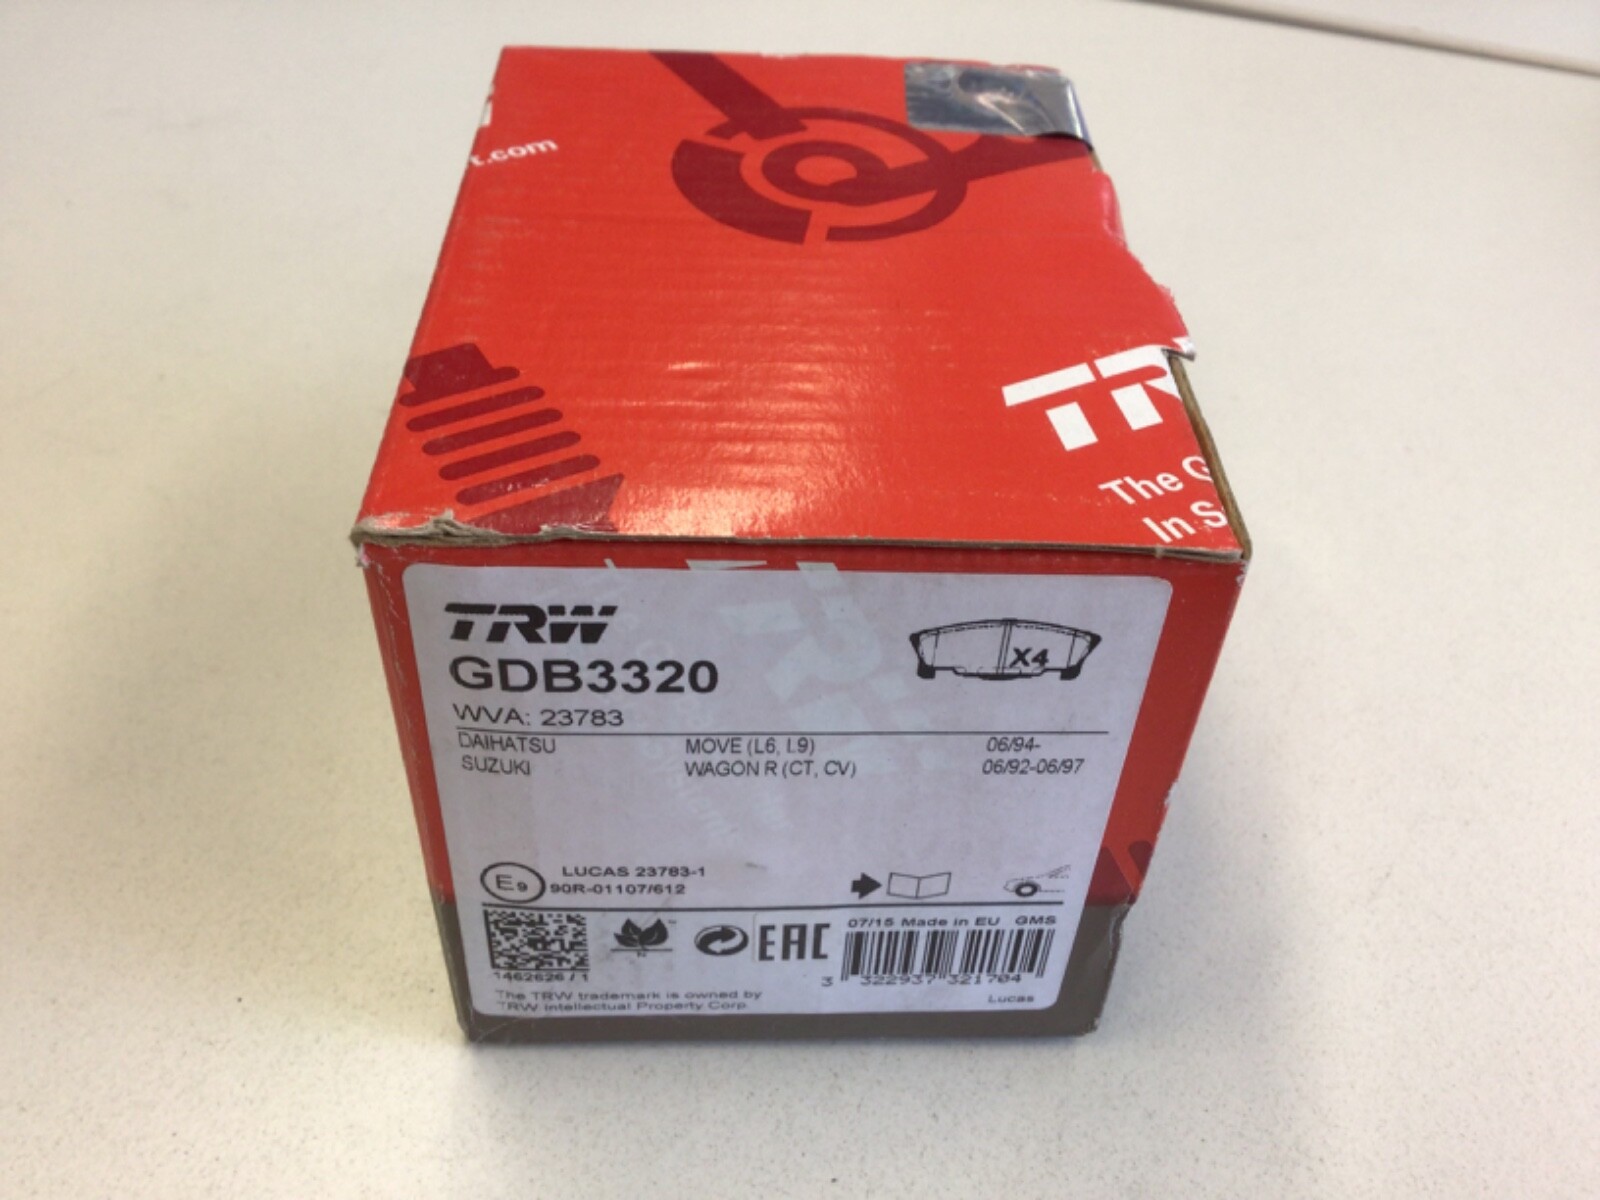 t.com
TR
The G
In S
TRW
GDB3320
X4
WVA: 23783
DAIHATSU MOVE (L6, L9) 06/94-
SUZUKI WAGON R (CT, CV) 06/92-06/97
E9 LUCAS 23783-1
90R-01107/612
07/15 Made in EU GMS
EAC
1462626 / 1
3 322937 321704
The TRW trademark is owned by
TRW Intellectual Property Corp.
Lucas